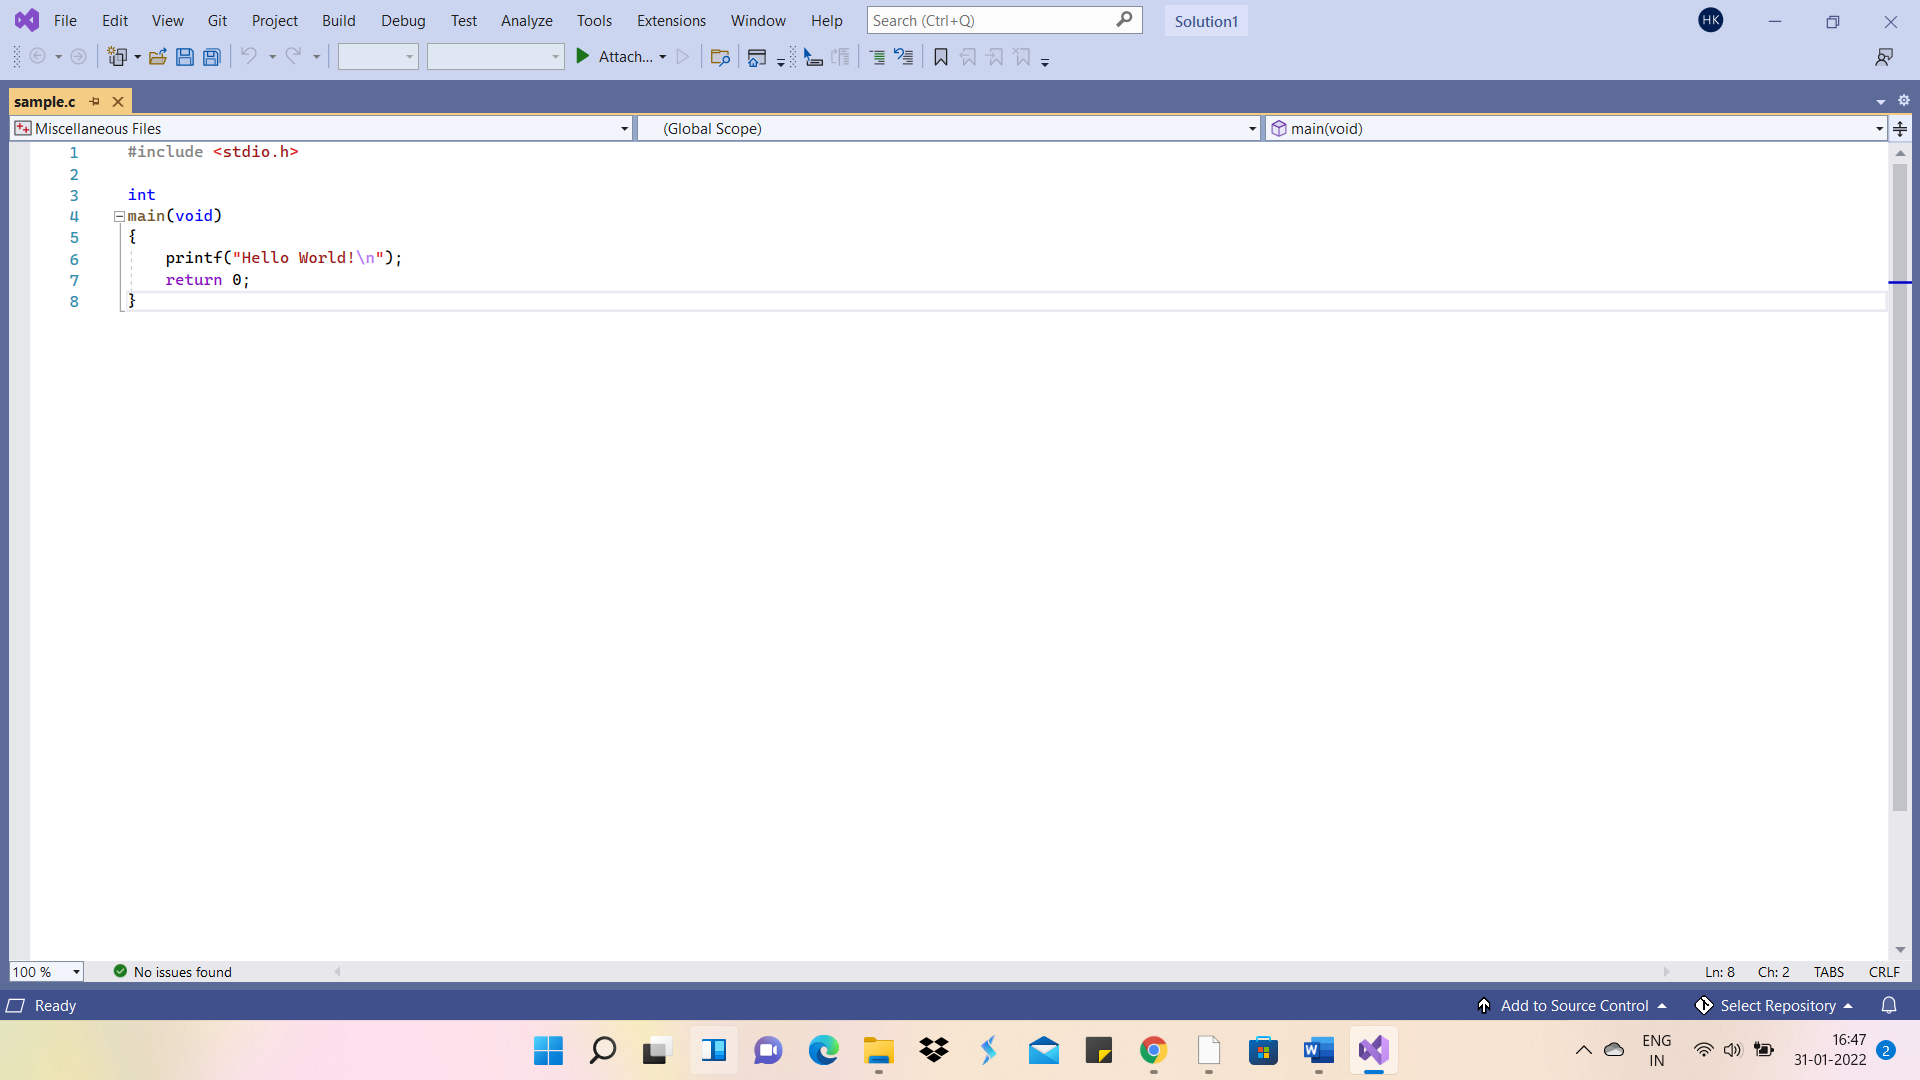 File Edit View Git Project Build Debug Test Analyze Tools Extensions Window Help Search (Ctrl+Q) Solution1 HK
Attach...
sample.c
Miscellaneous Files (Global Scope) main(void)
1 #include <stdio.h>
2
3 int
4 main(void)
5 {
6 printf("Hello World!\n");
7 return 0;
8 }
100 % No issues found Ln: 8 Ch: 2 TABS CRLF
Ready Add to Source Control Select Repository
ENG 16:47
IN 31-01-2022 2